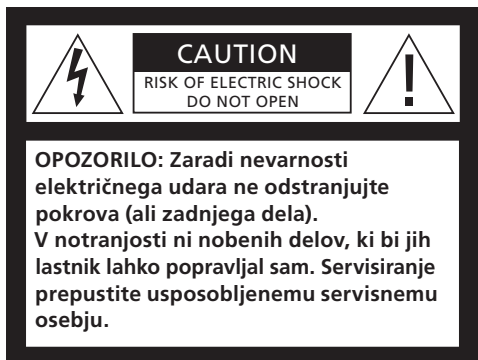 CAUTION
RISK OF ELECTRIC SHOCK
DO NOT OPEN
OPOZORILO: Zaradi nevarnosti
električnega udara ne odstranjujte
pokrova (ali zadnjega dela).
V notranjosti ni nobenih delov, ki bi jih
lastnik lahko popravljal sam. Servisiranje
prepustite usposobljenemu servisnemu
osebju.